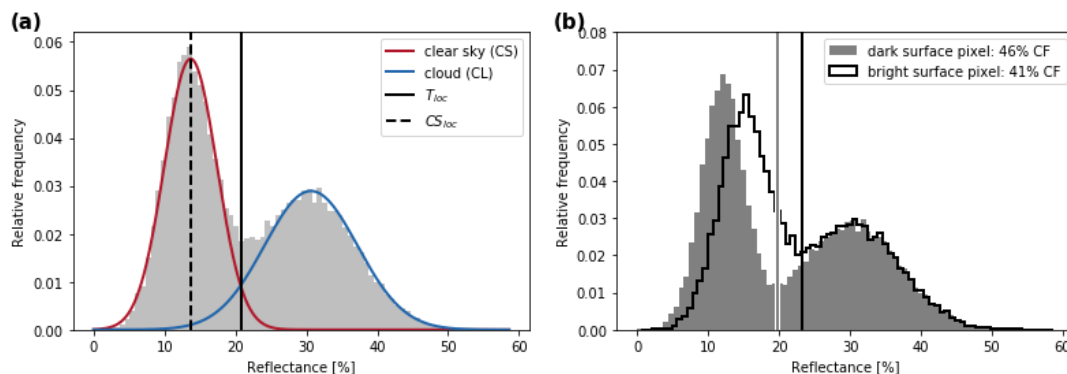 (a)
0.06
0.05
0.04
0.03
0.02
0.01
0.00
Relative frequency
0 10 20 30 40 50 60
Reflectance [%]
clear sky (CS)
cloud (CL)
T_loc
CS_loc
(b)
0.08
0.07
0.06
0.05
0.04
0.03
0.02
0.01
0.00
Relative frequency
0 10 20 30 40 50 60
Reflectance [%]
dark surface pixel: 46% CF
bright surface pixel: 41% CF